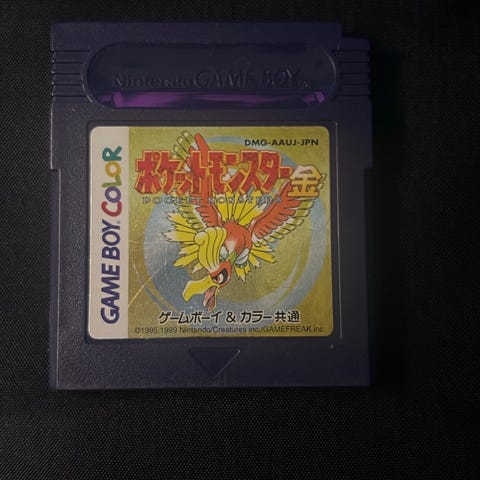 Nintendo GAME BOY
DMG-AAUJ-JPN
ポケットモンスター金
POCKET MONSTERS
GAME BOY COLOR
ゲームボーイ & カラー共通
©1995,1999 Nintendo/Creatures inc./GAMEFREAK inc.